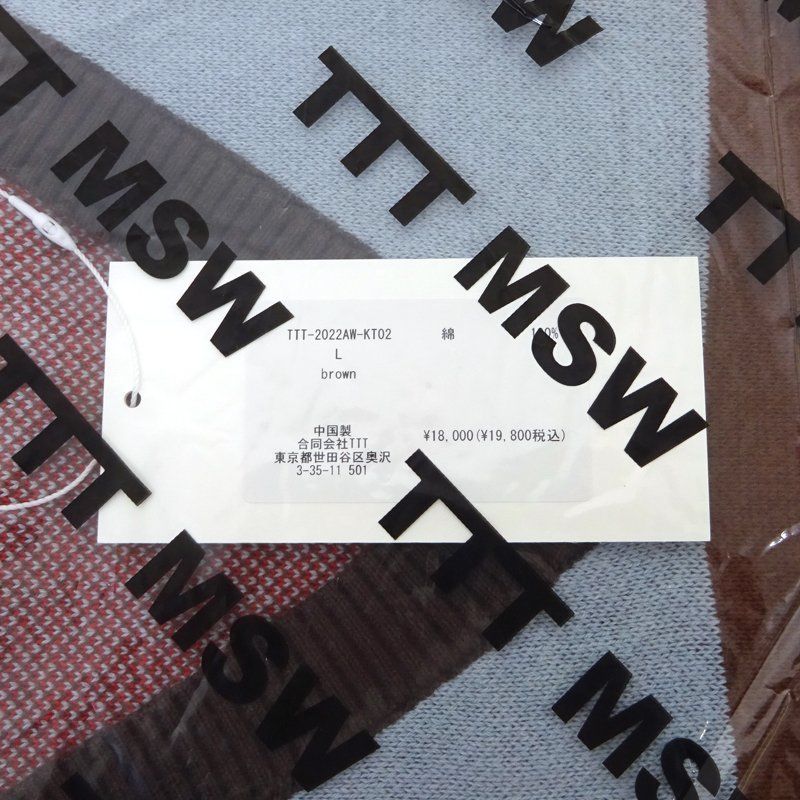 TTT MSW
TTT MSW
TTT-2022AW-KT02 綿
L
brown
中国製
合同会社TTT
東京都世田谷区奥沢
3-35-11 501
¥18,000(¥19,800税込)
TTT MSW
TTT MSW